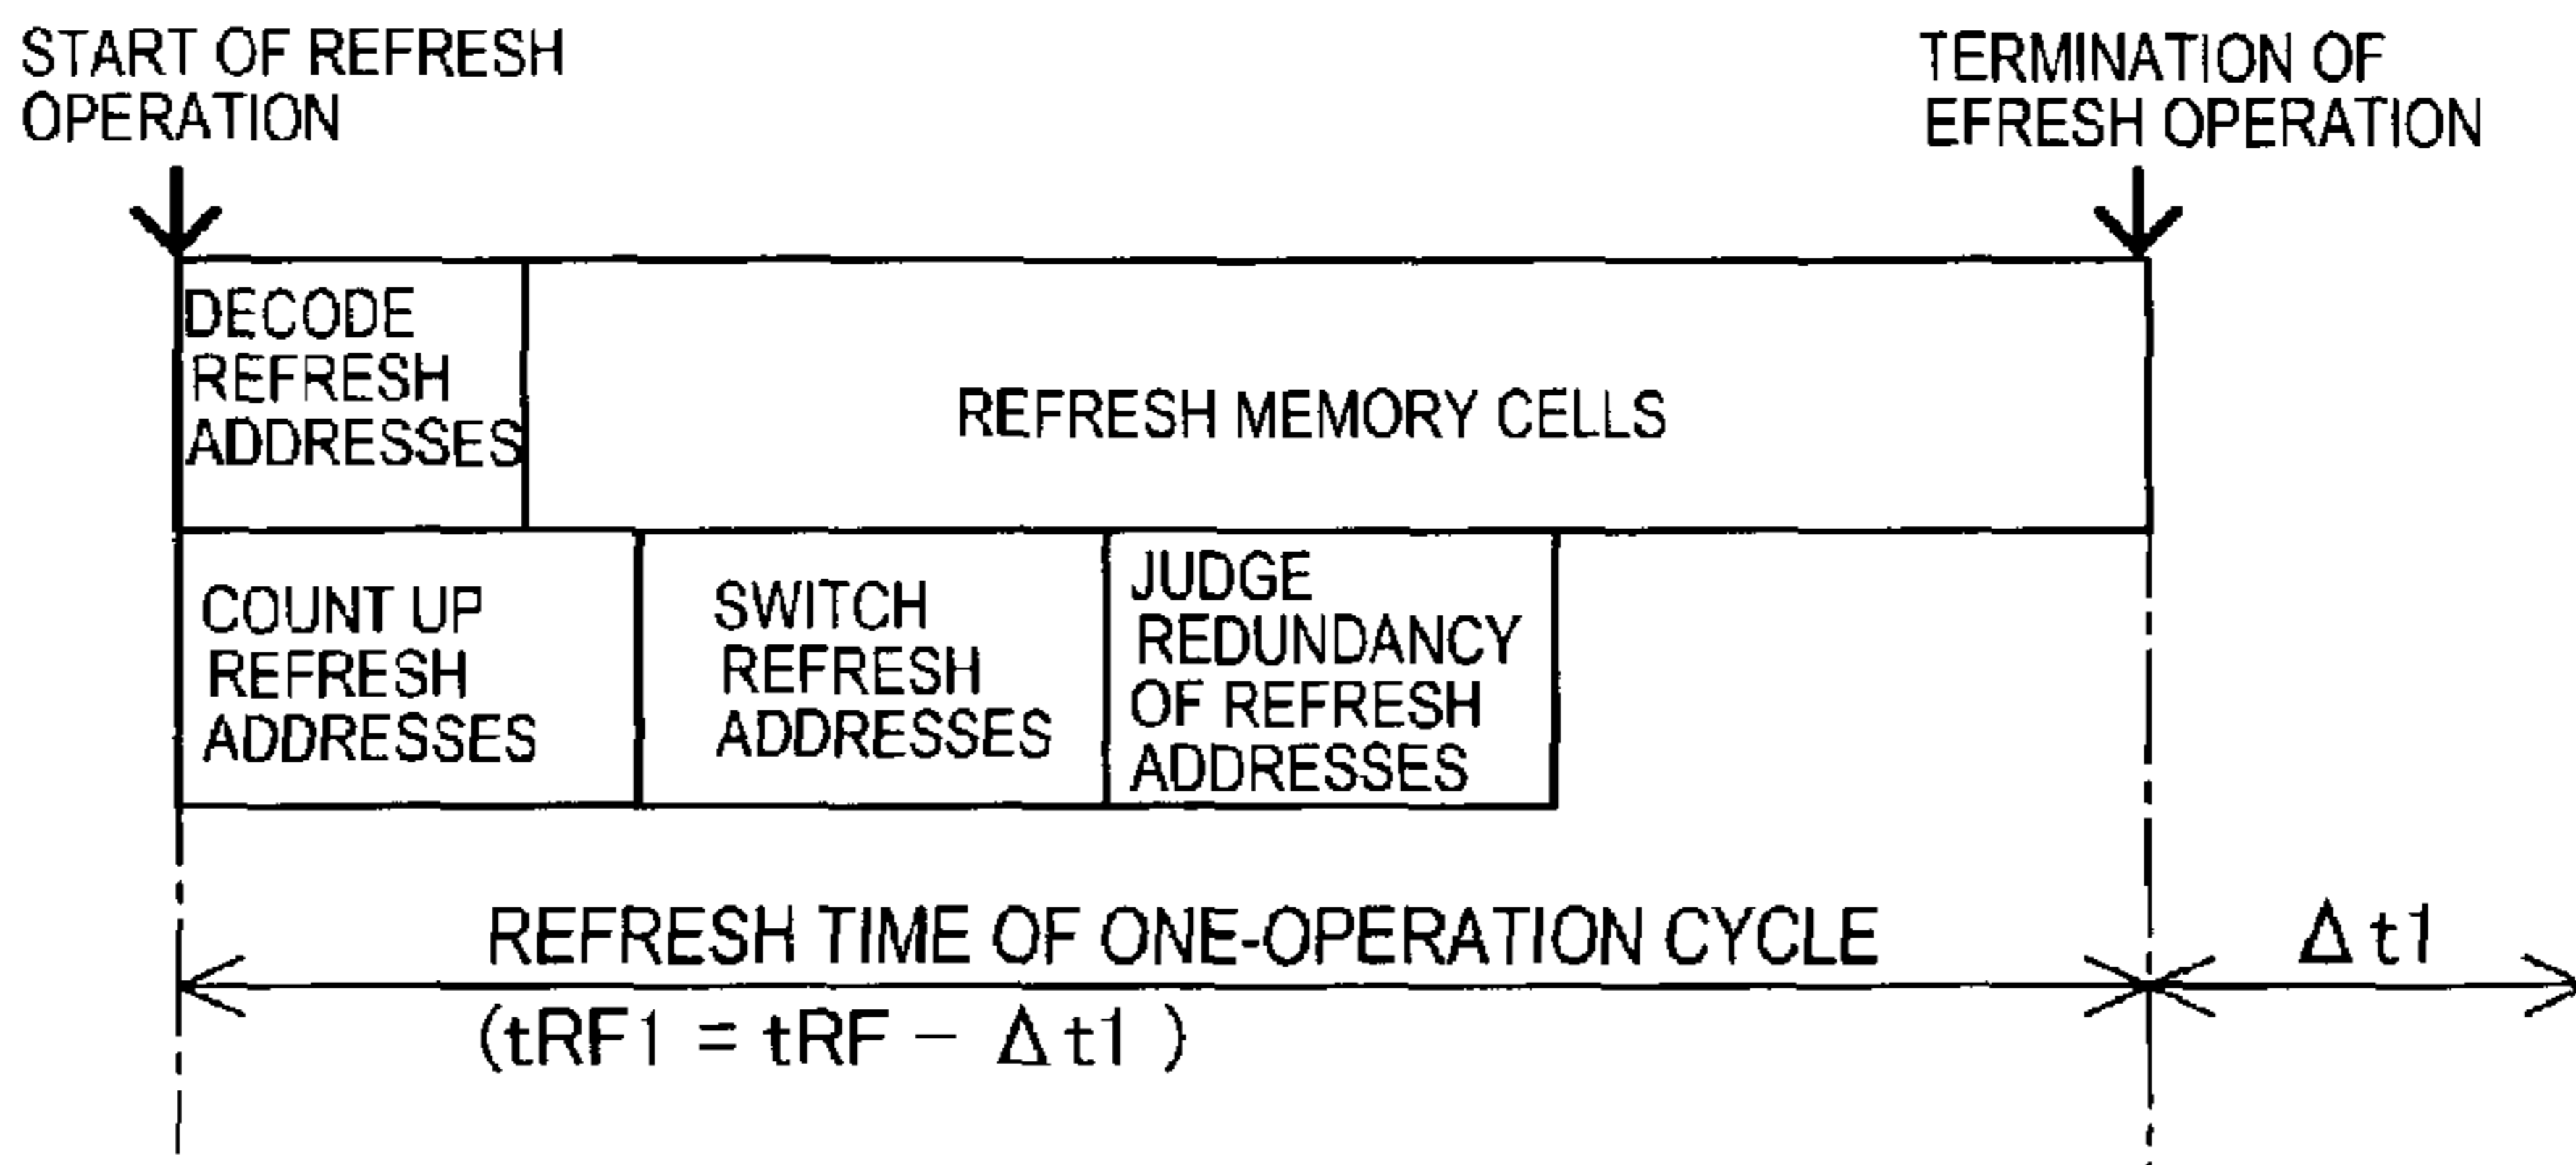 START OF REFRESH
OPERATION
TERMINATION OF
EFRESH OPERATION
DECODE
REFRESH
ADDRESSES
REFRESH MEMORY CELLS
COUNT UP
REFRESH
ADDRESSES
SWITCH
REFRESH
ADDRESSES
JUDGE
REDUNDANCY
OF REFRESH
ADDRESSES
REFRESH TIME OF ONE-OPERATION CYCLE
(tRF1 = tRF − Δt1)
Δt1